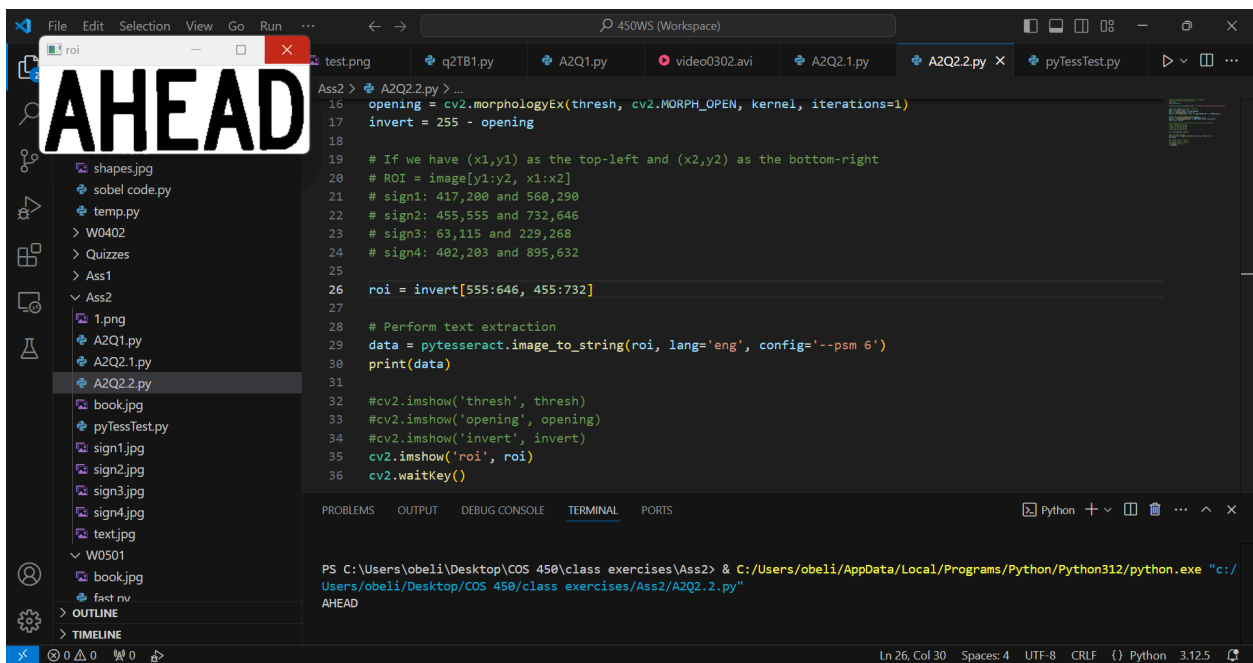 File Edit Selection View Go Run ··· ← → 450WS (Workspace)
roi
AHEAD
test.png q2TB1.py A2Q1.py video0302.avi A2Q2.1.py A2Q2.2.py pyTessTest.py
Ass2 > A2Q2.2.py > ...
shapes.jpg
sobel code.py
temp.py
> W0402
> Quizzes
> Ass1
Ass2
1.png
A2Q1.py
A2Q2.1.py
A2Q2.2.py
book.jpg
pyTessTest.py
sign1.jpg
sign2.jpg
sign3.jpg
sign4.jpg
text.jpg
W0501
book.jpg
fast.py
> OUTLINE
> TIMELINE
16 opening = cv2.morphologyEx(thresh, cv2.MORPH_OPEN, kernel, iterations=1)
17 invert = 255 - opening
18
19 # If we have (x1,y1) as the top-left and (x2,y2) as the bottom-right
20 # ROI = image[y1:y2, x1:x2]
21 # sign1: 417,200 and 560,290
22 # sign2: 455,555 and 732,646
23 # sign3: 63,115 and 229,268
24 # sign4: 402,203 and 895,632
25
26 roi = invert[555:646, 455:732]
27
28 # Perform text extraction
29 data = pytesseract.image_to_string(roi, lang='eng', config='--psm 6')
30 print(data)
31
32 #cv2.imshow('thresh', thresh)
33 #cv2.imshow('opening', opening)
34 #cv2.imshow('invert', invert)
35 cv2.imshow('roi', roi)
36 cv2.waitKey()
PROBLEMS OUTPUT DEBUG CONSOLE TERMINAL PORTS Python
PS C:\Users\obeli\Desktop\COS 450\class exercises\Ass2> & C:/Users/obeli/AppData/Local/Programs/Python/Python312/python.exe "c:/
Users/obeli/Desktop/COS 450/class exercises/Ass2/A2Q2.2.py"
AHEAD
0 0 0 Ln 26, Col 30 Spaces: 4 UTF-8 CRLF {} Python 3.12.5